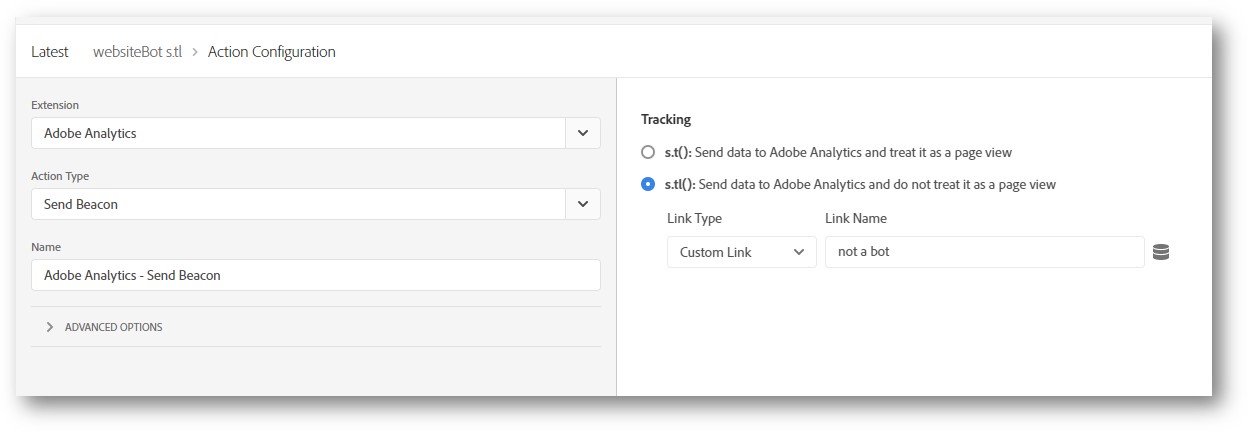 Latest websiteBot s.tl > Action Configuration
Extension
Adobe Analytics
Action Type
Send Beacon
Name
Adobe Analytics - Send Beacon
ADVANCED OPTIONS
Tracking
s.t(): Send data to Adobe Analytics and treat it as a page view
s.tl(): Send data to Adobe Analytics and do not treat it as a page view
Link Type Link Name
Custom Link not a bot